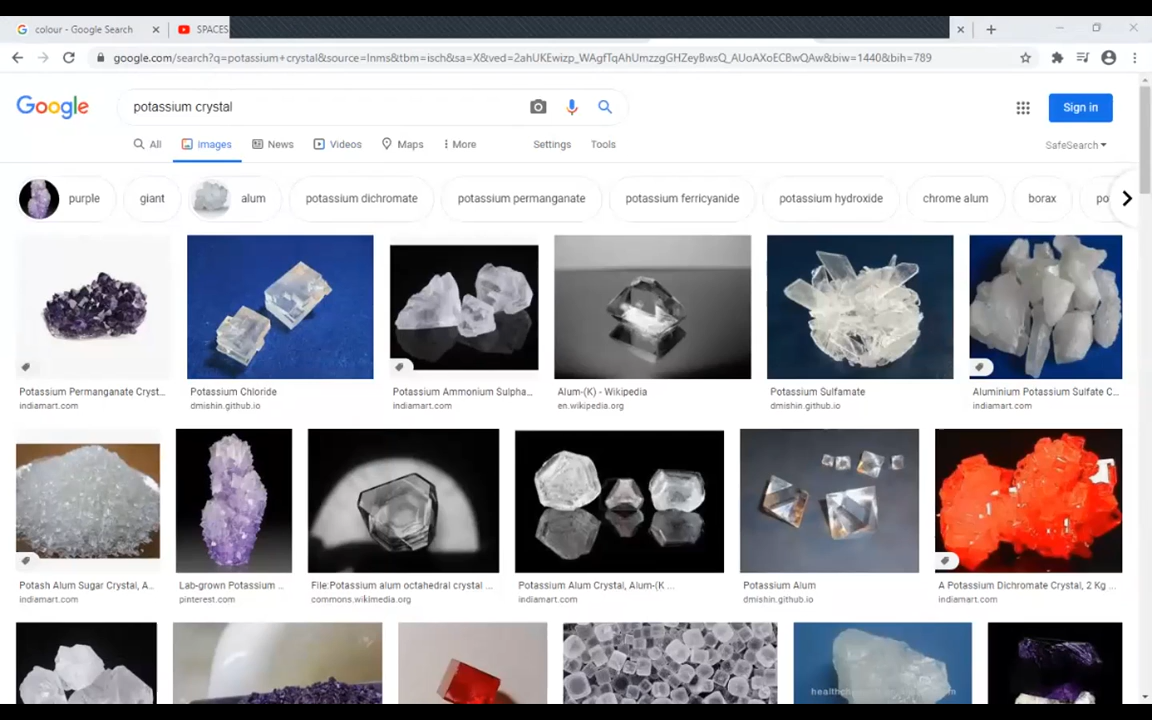 colour - Google Search
SPACES
google.com/search?q=potassium+crystal&source=lnms&tbm=isch&sa=X&ved=2ahUKEwizp_WAgfTqAhUmzzgGHZeyBwsQ_AUoAXoECBwQAw&biw=1440&bih=789
Google
potassium crystal
Sign in
All
Images
News
Videos
Maps
More
Settings
Tools
SafeSearch
purple
giant
alum
potassium dichromate
potassium permanganate
potassium ferricyanide
potassium hydroxide
chrome alum
borax
po
Potassium Permanganate Cryst...
indiamart.com
Potassium Chloride
dmishin.github.io
Potassium Ammonium Sulpha...
indiamart.com
Alum-(K) - Wikipedia
en.wikipedia.org
Potassium Sulfamate
dmishin.github.io
Aluminium Potassium Sulfate C...
indiamart.com
Potash Alum Sugar Crystal, A...
indiamart.com
Lab-grown Potassium ..
pinterest.com
File:Potassium alum octahedral crystal ...
commons.wikimedia.org
Potassium Alum Crystal, Alum-(K ...
indiamart.com
Potassium Alum
dmishin.github.io
A Potassium Dichromate Crystal, 2 Kg ...
indiamart.com